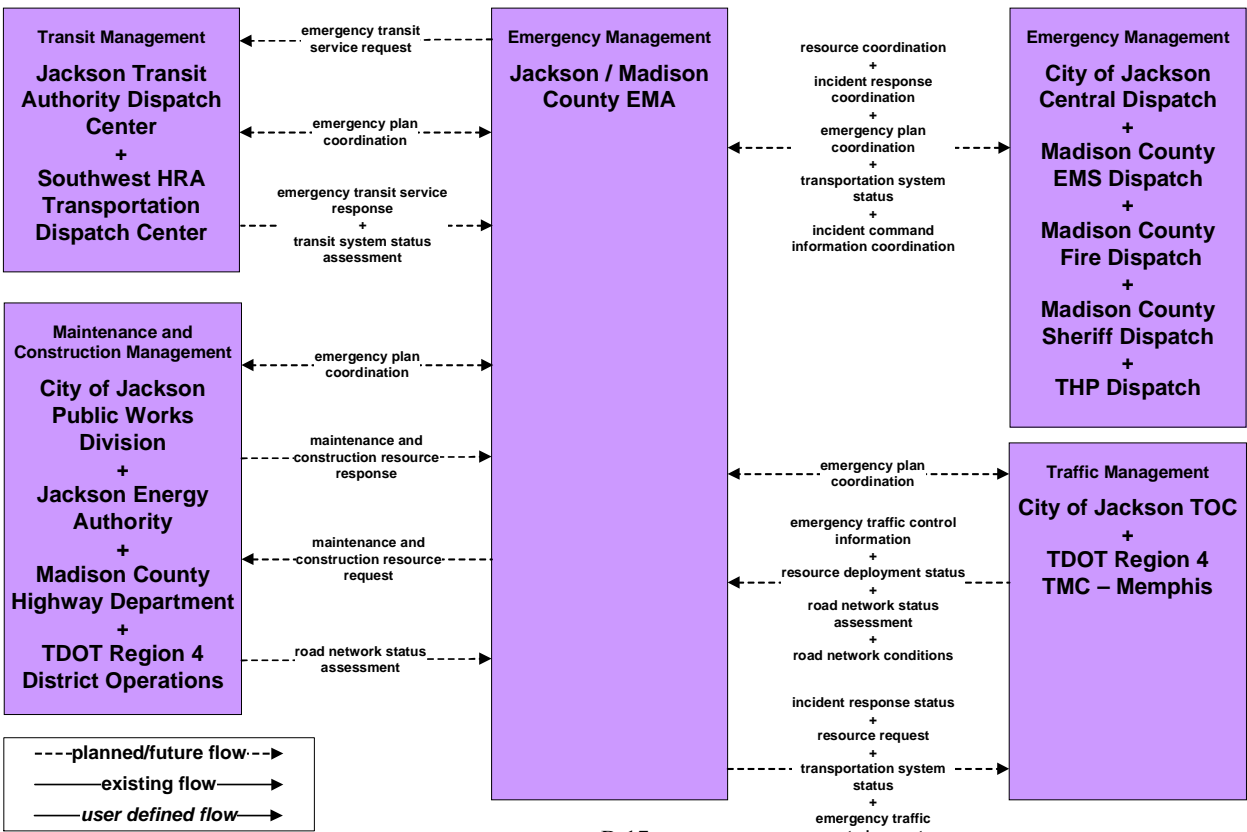 Transit Management
Jackson Transit
Authority Dispatch
Center
+
Southwest HRA
Transportation
Dispatch Center
emergency transit
service request
emergency plan
coordination
emergency transit service
response
+
transit system status
assessment
Maintenance and
Construction Management
City of Jackson
Public Works
Division
+
Jackson Energy
Authority
+
Madison County
Highway Department
+
TDOT Region 4
District Operations
emergency plan
coordination
maintenance and
construction resource
response
maintenance and
construction resource
request
road network status
assessment
Emergency Management
Jackson / Madison
County EMA
resource coordination
+
incident response
coordination
+
emergency plan
coordination
+
transportation system
status
+
incident command
information coordination
Emergency Management
City of Jackson
Central Dispatch
+
Madison County
EMS Dispatch
+
Madison County
Fire Dispatch
+
Madison County
Sheriff Dispatch
+
THP Dispatch
emergency plan
coordination
emergency traffic control
information
+
resource deployment status
+
road network status
assessment
+
road network conditions
incident response status
+
resource request
+
transportation system
status
+
emergency traffic
Traffic Management
City of Jackson TOC
+
TDOT Region 4
TMC – Memphis
planned/future flow
existing flow
user defined flow